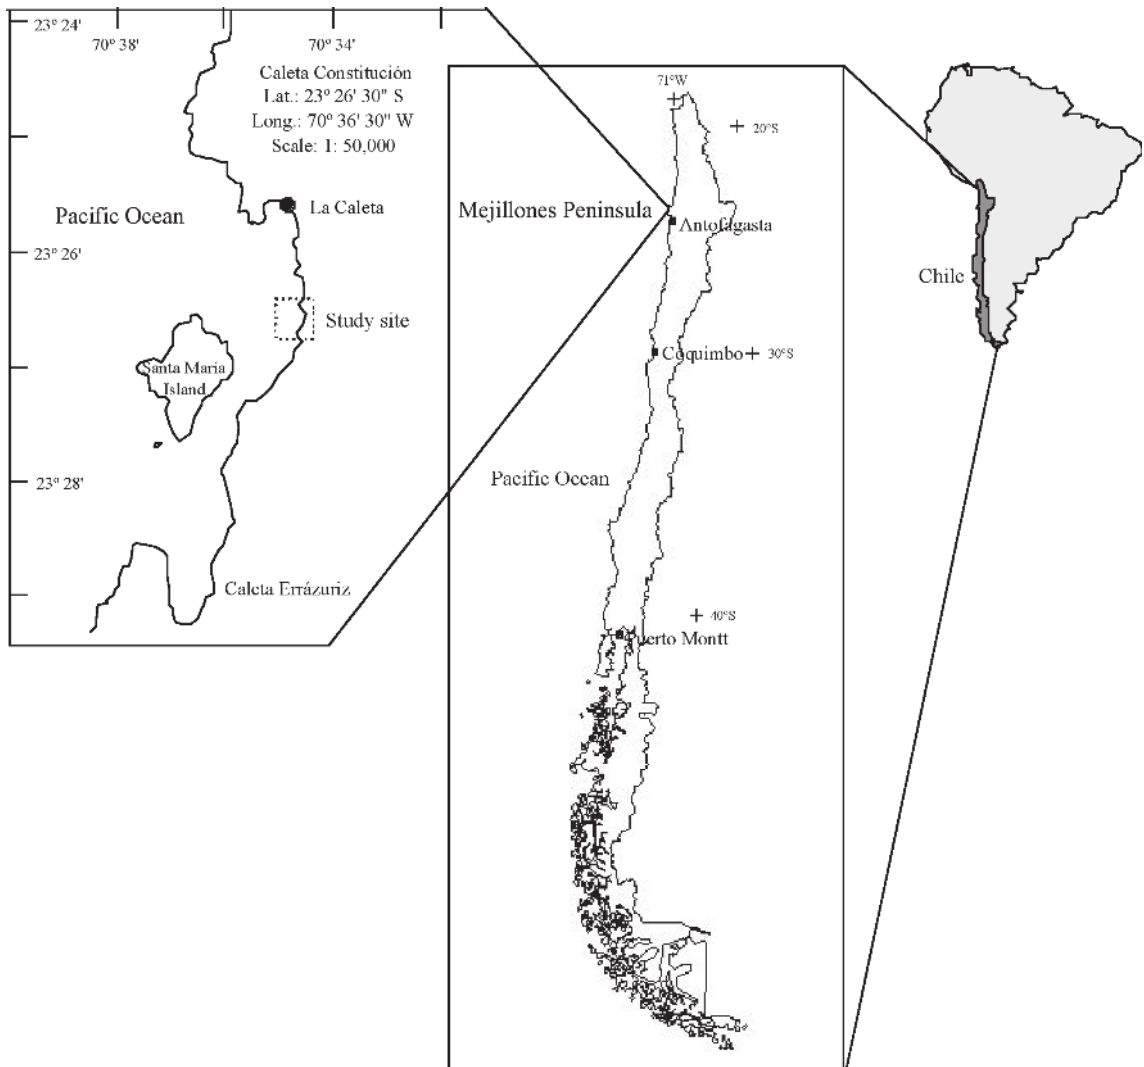 23° 24'
70° 38'
70° 34'
Caleta Constitución
Lat.: 23° 26' 30" S
Long.: 70° 36' 30" W
Scale: 1: 50,000
La Caleta
Pacific Ocean
23° 26'
Study site
Santa María
Island
23° 28'
Caleta Errázuriz
71°W
20°S
Mejillones Peninsula
Antofagasta
Coquimbo
30°S
Pacific Ocean
40°S
uerto Montt
Chile